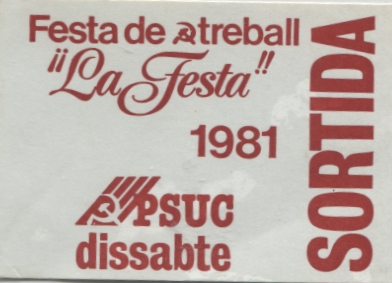 Festa de treball
"La Festa"!!
1981
PSUC
dissabte
SORTIDA